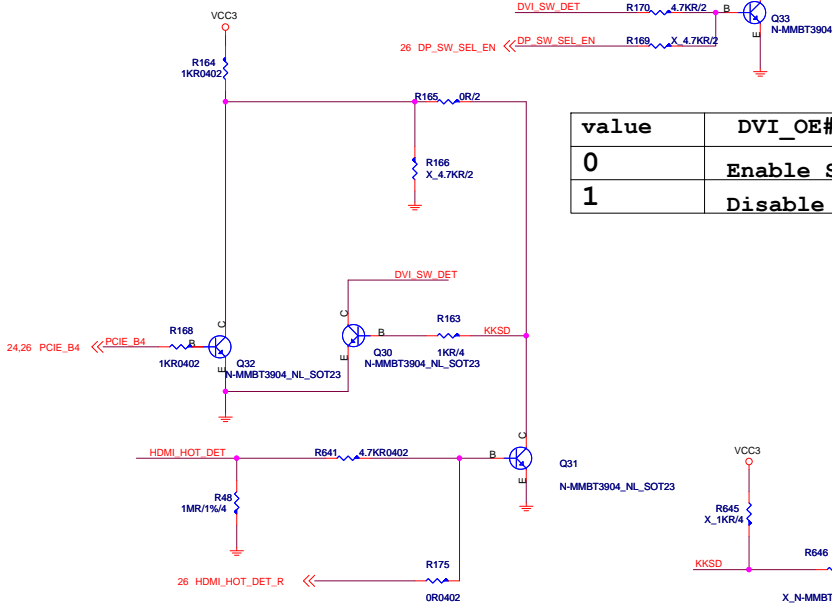 VCC3
R164
1KR0402
R165 0R/2
R166
X_4.7KR/2
DVI_SW_DET R170 4.7KR/2 B
Q33
N-MMBT3904
E
26 DP_SW_SEL_EN DP_SW_SEL_EN R169 X_4.7KR/2
value DVI_OE#
0 Enable S
1 Disable
DVI_SW_DET
24,26 PCIE_B4 PCIE_B4 R168 B
1KR0402
C
E
Q32
N-MMBT3904_NL_SOT23
C
E
B
Q30
N-MMBT3904_NL_SOT23
R163 KKSD
1KR/4
HDMI_HOT_DET R641 4.7KR0402 B
C
E
Q31
N-MMBT3904_NL_SOT23
R48
1MR/1%/4
26 HDMI_HOT_DET_R R175
0R0402
VCC3
R645
X_1KR/4
KKSD R646
X_N-MMBT